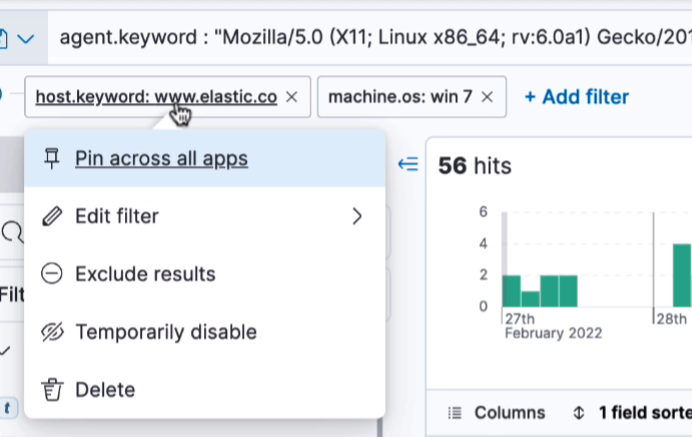 agent.keyword : "Mozilla/5.0 (X11; Linux x86_64; rv:6.0a1) Gecko/201
host.keyword: www.elastic.co ×
machine.os: win 7 ×
+ Add filter
Pin across all apps
Edit filter
Exclude results
Temporarily disable
Delete
Filt
t
56 hits
6
4
2
0
27th
February 2022
28th
Columns
1 field sorte